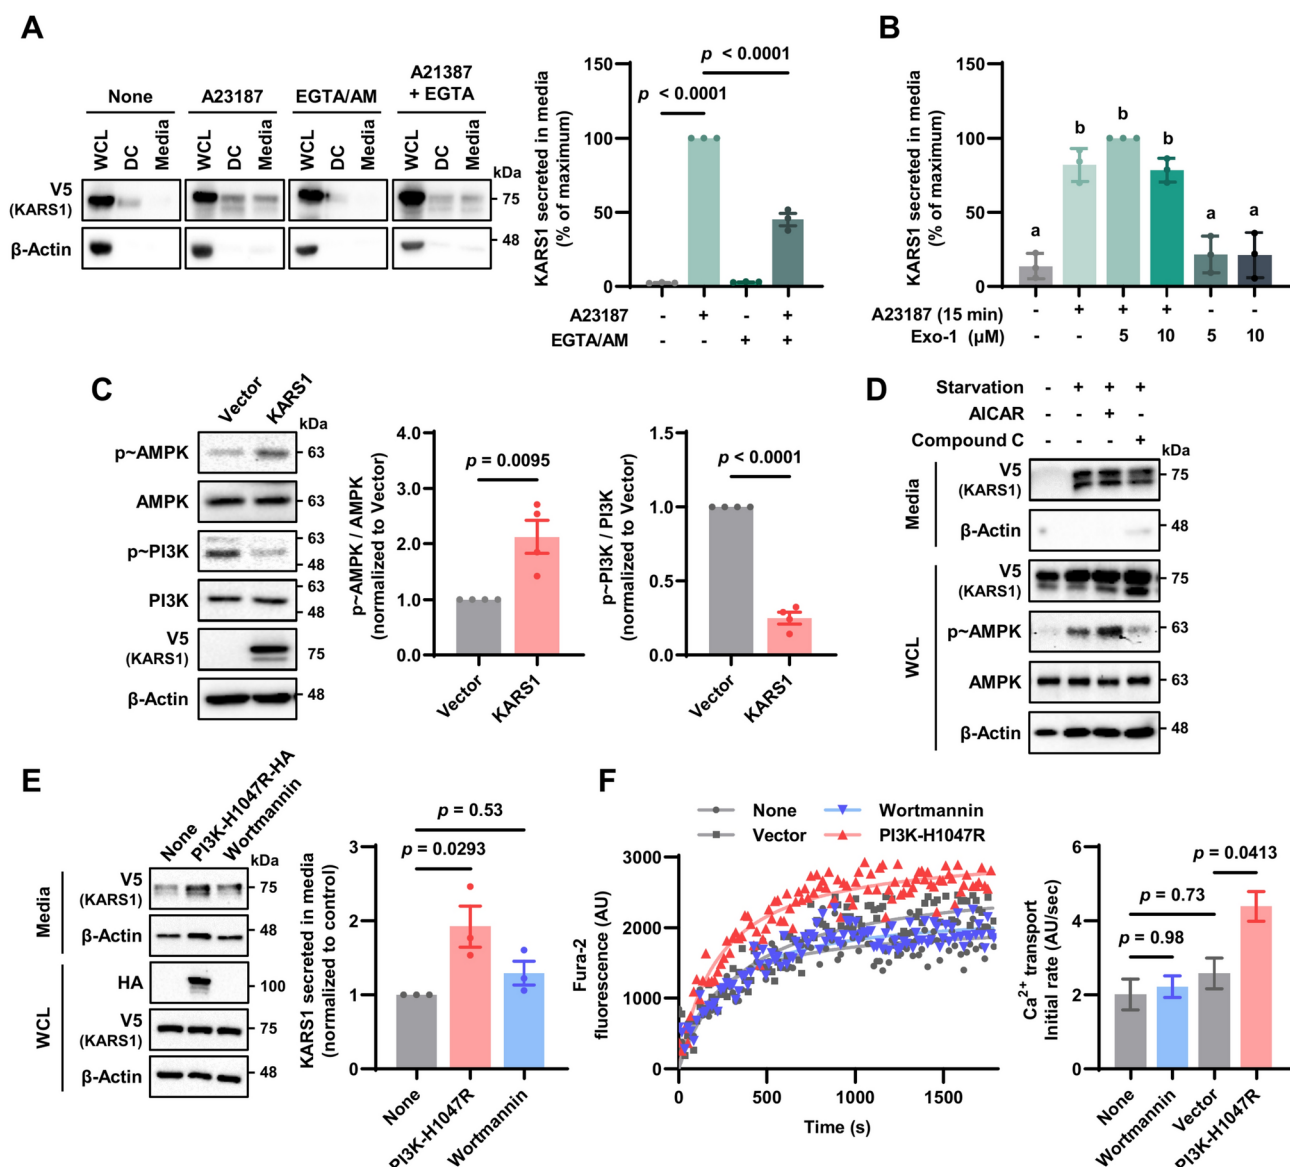 A
None
A23187
EGTA/AM
A21387
+ EGTA
WCL
DC
Media
WCL
DC
Media
WCL
DC
Media
WCL
DC
Media
kDa
V5
(KARS1)
75
β-Actin
48
KARS1 secreted in media
(% of maximum)
150
100
50
0
p < 0.0001
p < 0.0001
A23187 - + - +
EGTA/AM - - + +
B
KARS1 secreted in media
(% of maximum)
150
100
50
0
a b b b a a
A23187 (15 min) - + + + - -
Exo-1 (μM) - - 5 10 5 10
C
Vector
KARS1
kDa
p~AMPK
63
AMPK
63
p~PI3K
63
48
PI3K
63
48
V5
(KARS1)
75
β-Actin
48
p~AMPK / AMPK
(normalized to Vector)
4.0
3.0
2.0
1.0
0.0
p = 0.0095
Vector
KARS1
p~PI3K / PI3K
(normalized to Vector)
1.5
1.0
0.5
0.0
p < 0.0001
Vector
KARS1
D
Starvation - + + +
AICAR - - + -
Compound C - - - +
kDa
Media
V5
(KARS1)
75
β-Actin
48
WCL
V5
(KARS1)
75
p~AMPK
63
AMPK
63
β-Actin
48
E
None
PI3K-H1047R-HA
Wortmannin
kDa
Media
V5
(KARS1)
75
β-Actin
48
WCL
HA
100
V5
(KARS1)
75
β-Actin
48
KARS1 secreted in media
(normalized to control)
3
2
1
0
p = 0.53
p = 0.0293
None
PI3K-H1047R
Wortmannin
F
None
Wortmannin
Vector
PI3K-H1047R
Fura-2
fluorescence (AU)
3000
2000
1000
0
0 500 1000 1500
Time (s)
Ca2+ transport
Initial rate (AU/sec)
6
4
2
0
p = 0.0413
p = 0.73
p = 0.98
None
Wortmannin
Vector
PI3K-H1047R